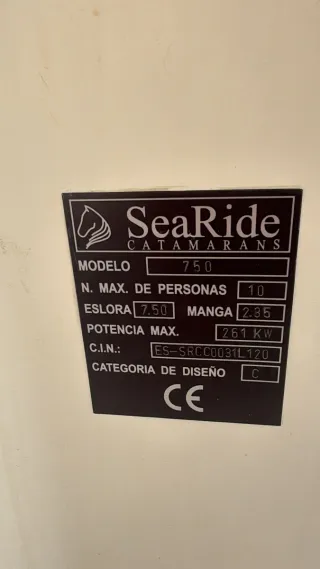 SeaRide
CATAMARANS
MODELO 750
N. MAX. DE PERSONAS 10
ESLORA 7.50 MANGA 2.95
POTENCIA MAX. 261 KW
C.I.N.: ES-SRCC0031L120
CATEGORIA DE DISEÑO C
CE